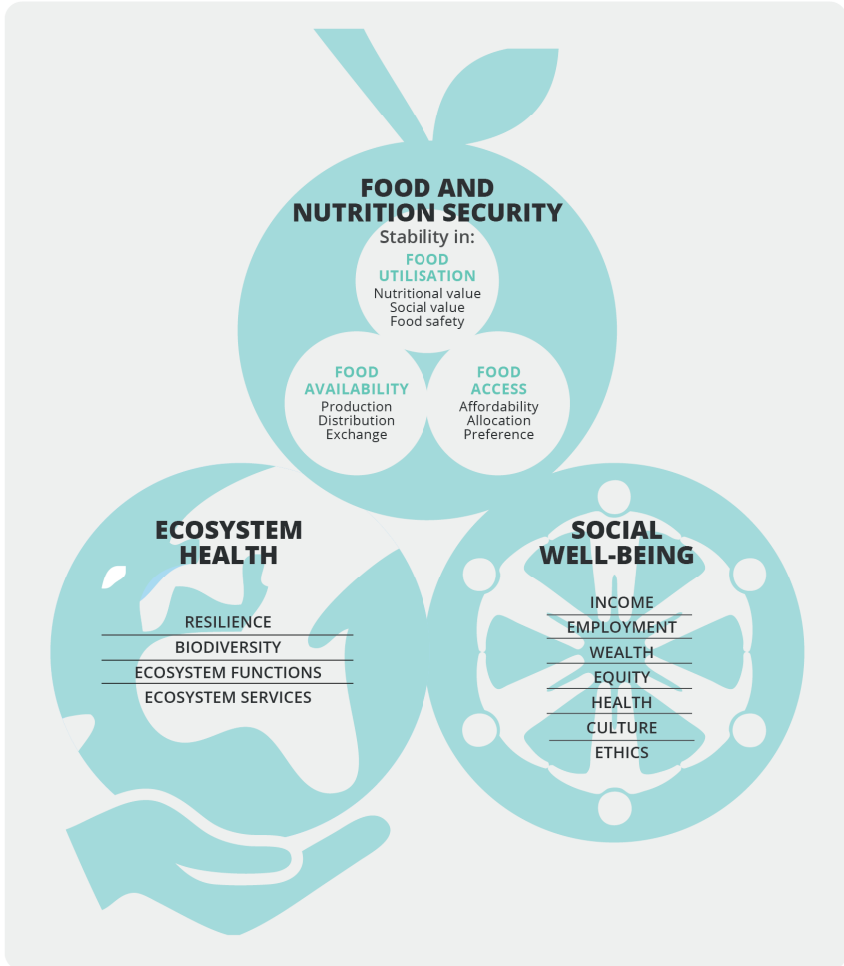 FOOD AND
NUTRITION SECURITY
Stability in:
FOOD
UTILISATION
Nutritional value
Social value
Food safety
FOOD
AVAILABILITY
Production
Distribution
Exchange
FOOD
ACCESS
Affordability
Allocation
Preference
ECOSYSTEM
HEALTH
RESILIENCE
BIODIVERSITY
ECOSYSTEM FUNCTIONS
ECOSYSTEM SERVICES
SOCIAL
WELL-BEING
INCOME
EMPLOYMENT
WEALTH
EQUITY
HEALTH
CULTURE
ETHICS